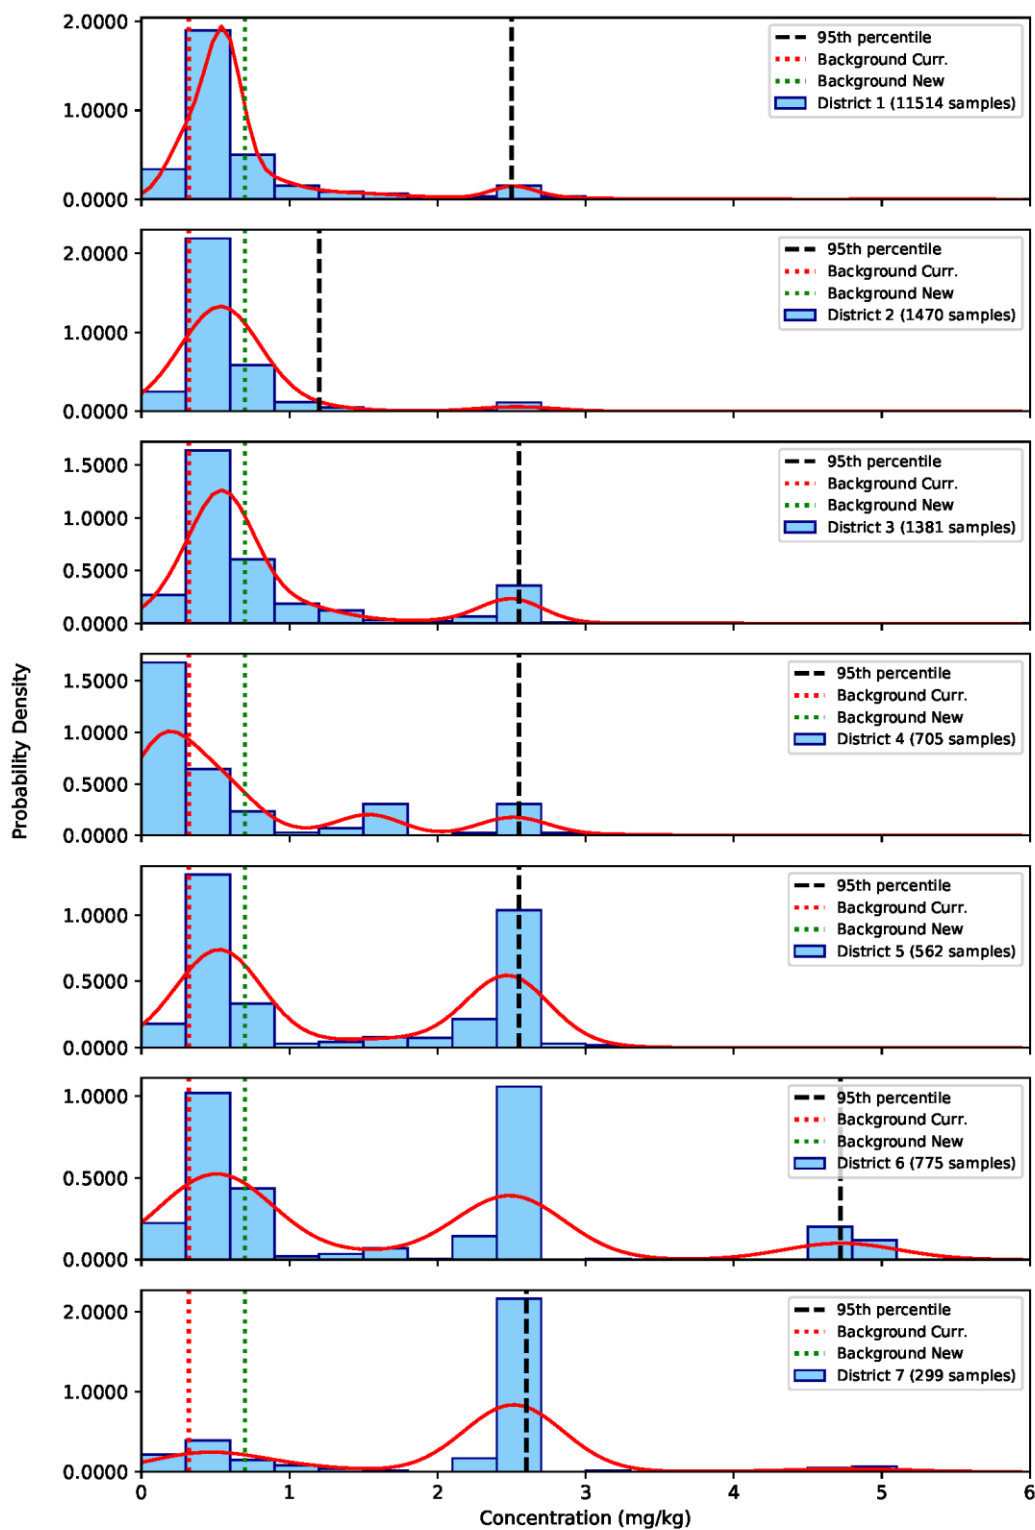 2.0000
1.0000
0.0000
95th percentile
Background Curr.
Background New
District 1 (11514 samples)
2.0000
1.0000
0.0000
95th percentile
Background Curr.
Background New
District 2 (1470 samples)
1.5000
1.0000
0.5000
0.0000
95th percentile
Background Curr.
Background New
District 3 (1381 samples)
Probability Density
1.5000
1.0000
0.5000
0.0000
95th percentile
Background Curr.
Background New
District 4 (705 samples)
1.0000
0.5000
0.0000
95th percentile
Background Curr.
Background New
District 5 (562 samples)
1.0000
0.5000
0.0000
95th percentile
Background Curr.
Background New
District 6 (775 samples)
2.0000
1.0000
0.0000
95th percentile
Background Curr.
Background New
District 7 (299 samples)
0 1 2 3 4 5 6
Concentration (mg/kg)